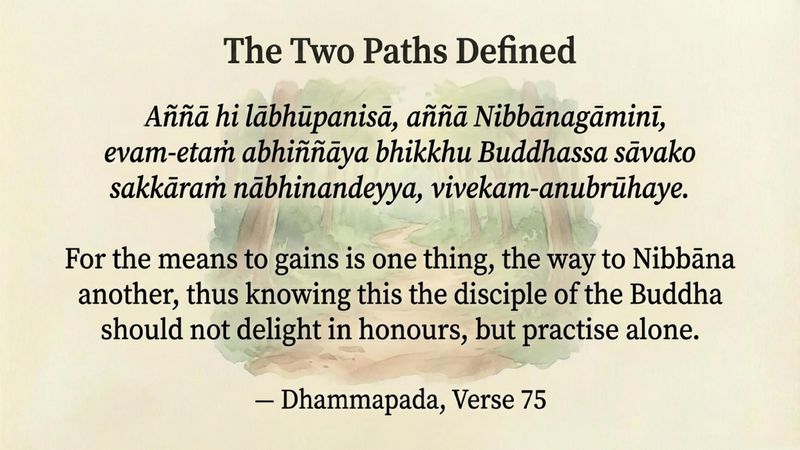 The Two Paths Defined
Aññā hi lābhūpanisā, aññā Nibbānagāminī,
evam-etaṁ abhiññāya bhikkhu Buddhassa sāvako
sakkāraṁ nābhinandeyya, vivekam-anubrūhaye.
For the means to gains is one thing, the way to Nibbāna
another, thus knowing this the disciple of the Buddha
should not delight in honours, but practise alone.
— Dhammapada, Verse 75